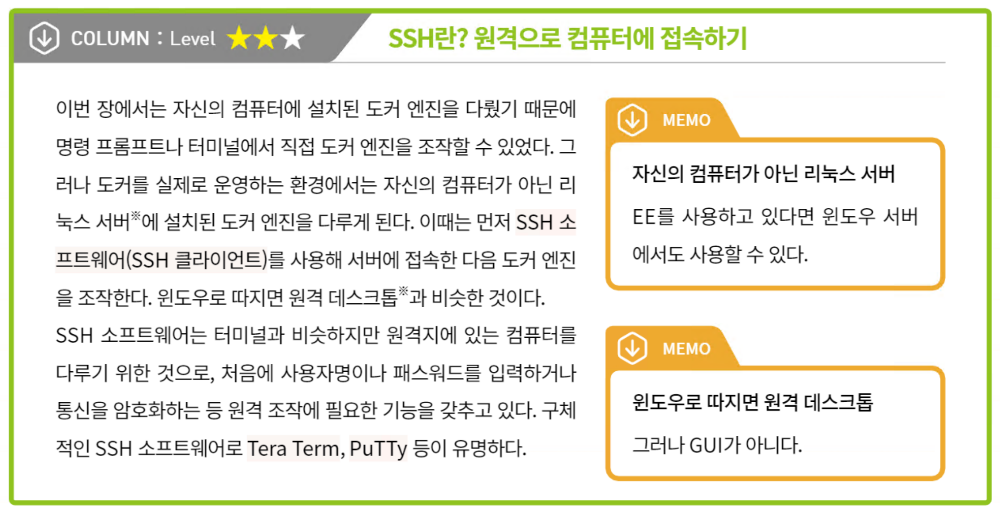 COLUMN : Level ★★★
SSH란? 원격으로 컴퓨터에 접속하기
이번 장에서는 자신의 컴퓨터에 설치된 도커 엔진을 다뤘기 때문에
명령 프롬프트나 터미널에서 직접 도커 엔진을 조작할 수 있었다. 그
러나 도커를 실제로 운영하는 환경에서는 자신의 컴퓨터가 아닌 리
눅스 서버※에 설치된 도커 엔진을 다루게 된다. 이때는 먼저 SSH 소
프트웨어(SSH 클라이언트)를 사용해 서버에 접속한 다음 도커 엔진
을 조작한다. 윈도우로 따지면 원격 데스크톱※과 비슷한 것이다.
SSH 소프트웨어는 터미널과 비슷하지만 원격지에 있는 컴퓨터를
다루기 위한 것으로, 처음에 사용자명이나 패스워드를 입력하거나
통신을 암호화하는 등 원격 조작에 필요한 기능을 갖추고 있다. 구체
적인 SSH 소프트웨어로 Tera Term, PuTTy 등이 유명하다.
MEMO
자신의 컴퓨터가 아닌 리눅스 서버
EE를 사용하고 있다면 윈도우 서버
에서도 사용할 수 있다.
MEMO
윈도우로 따지면 원격 데스크톱
그러나 GUI가 아니다.